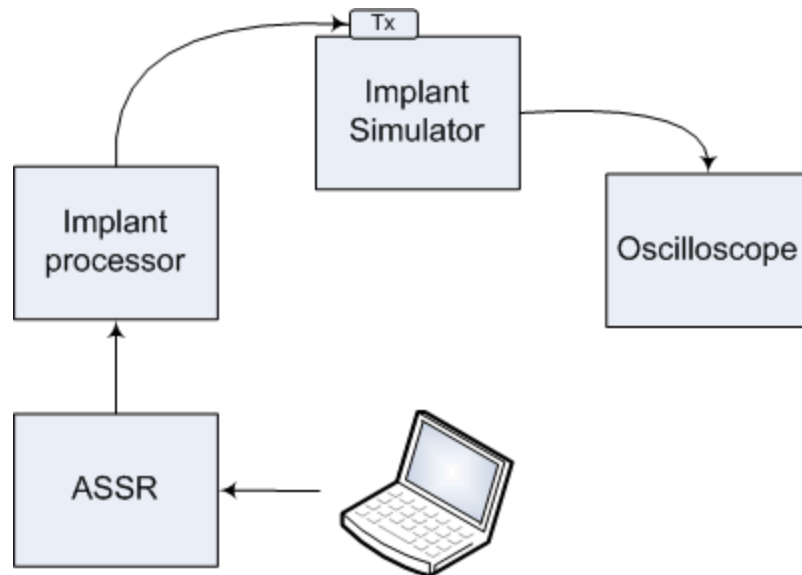 Tx
Implant
Simulator
Implant
processor
Oscilloscope
ASSR